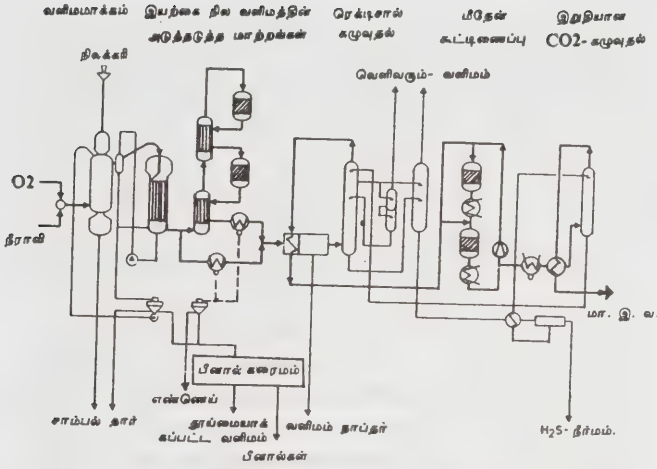 வளிமமாக்கம்
இயற்கை நில வளிமத்தின்
அடுத்தடுத்த மாற்றங்கள்
ரெக்டிசால்
கழுவுதல்
மீதேன்
கூட்டிணைப்பு
இறுதியான
CO2- கழுவுதல்
நிலக்கரி
வெளிவரும்- வளிமம்
O2
நீராவி
மா. இ. வ.
பீனால் கரைமம்
எண்ணெய்
சாம்பல் தார்
தூய்மையாக்
கப்பட்ட வளிமம்
வளிமம் நாப்தர்
பீனால்கள்
H2S- நீர்மம்.